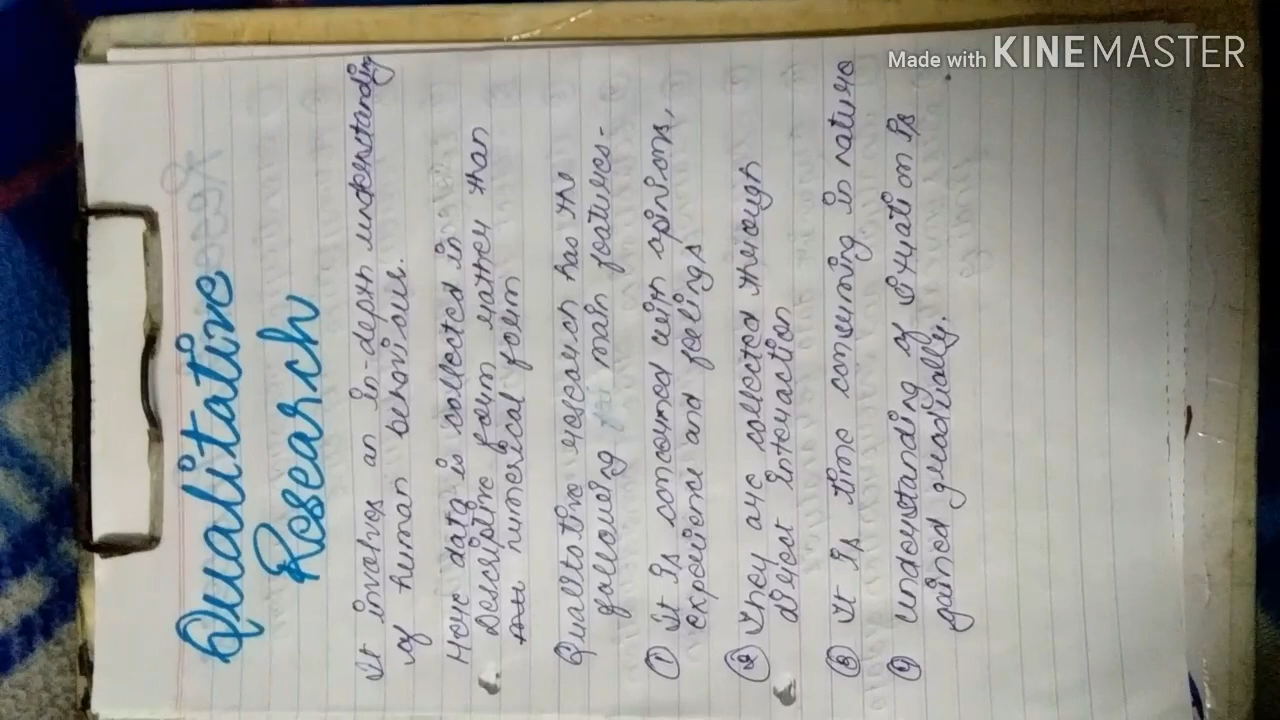 Made with KINEMASTER
Qualitative
Research
It involves an in-depth understanding
of human behaviour.
Here data is collected in
Descriptive form rather than
numerical form
Qualitative research has the
following main features-
① It is concerned with opinions,
experience and feelings
② They are collected through
direct interaction
③ It is time consuming in nature
④ Understanding of situation is
gained gradually.